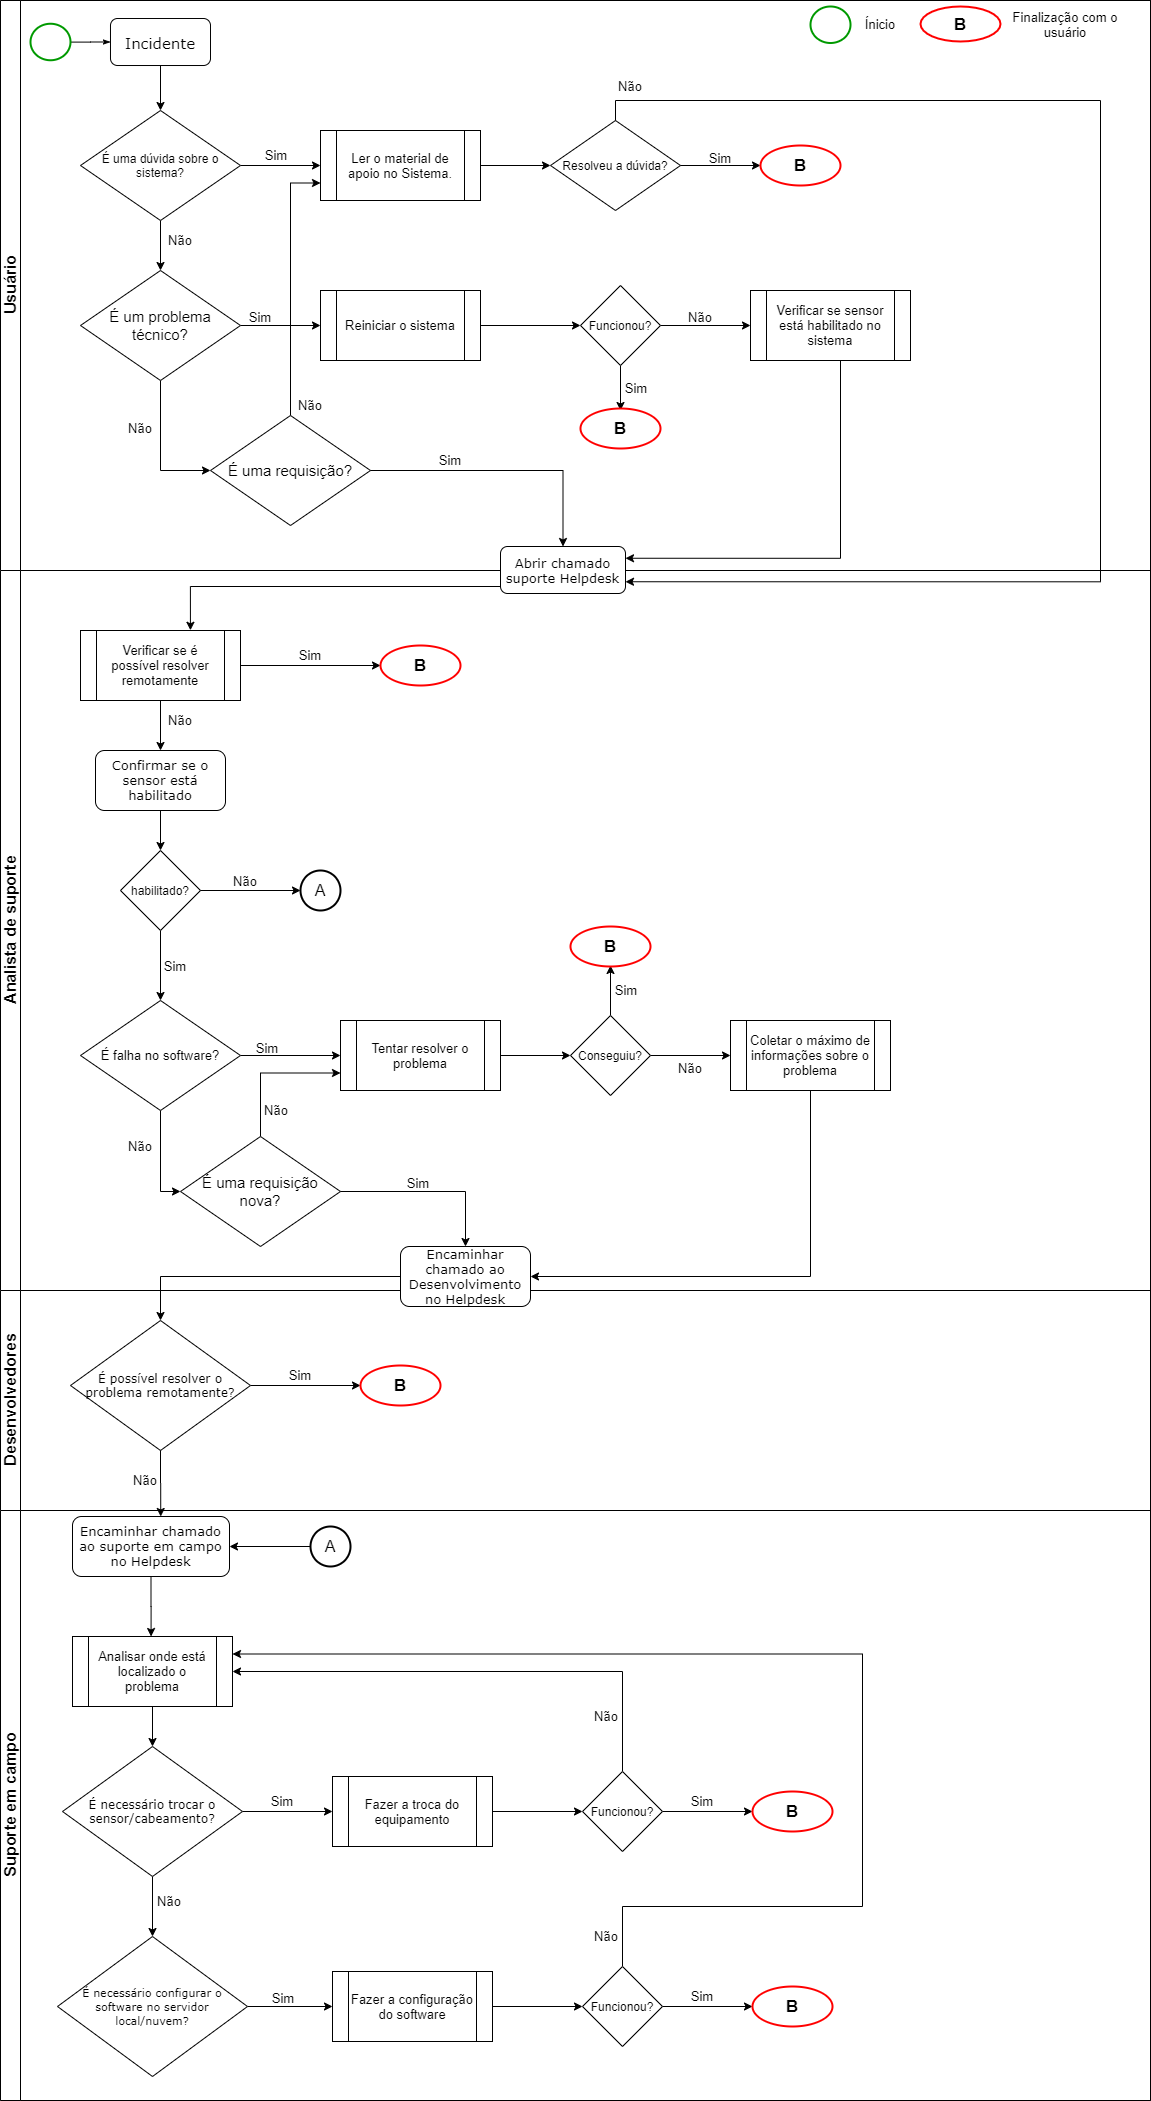 B
Ínicio
Finalização com o
usuário
Incidente
Usuário
É uma dúvida sobre o
sistema?
Sim
Ler o material de
apoio no Sistema.
Resolveu a dúvida?
Não
Sim
B
Não
É um problema
técnico?
Sim
Reiniciar o sistema
Funcionou?
Não
Verificar se sensor
está habilitado no
sistema
Sim
B
Não
Não
É uma requisição?
Sim
Abrir chamado
suporte Helpdesk
Analista de suporte
Verificar se é
possível resolver
remotamente
Sim
B
Não
Confirmar se o
sensor está
habilitado
habilitado?
Não
A
Sim
É falha no software?
Sim
Tentar resolver o
problema
Conseguiu?
Sim
B
Não
Coletar o máximo de
informações sobre o
problema
Não
Não
É uma requisição
nova?
Sim
Encaminhar
chamado ao
Desenvolvimento
no Helpdesk
Desenvolvedores
É possível resolver o
problema remotamente?
Sim
B
Não
Suporte em campo
Encaminhar chamado
ao suporte em campo
no Helpdesk
A
Analisar onde está
localizado o
problema
É necessário trocar o
sensor/cabeamento?
Sim
Fazer a troca do
equipamento
Funcionou?
Não
Sim
B
Não
É necessário configurar o
software no servidor
local/nuvem?
Sim
Fazer a configuração
do software
Funcionou?
Não
Sim
B